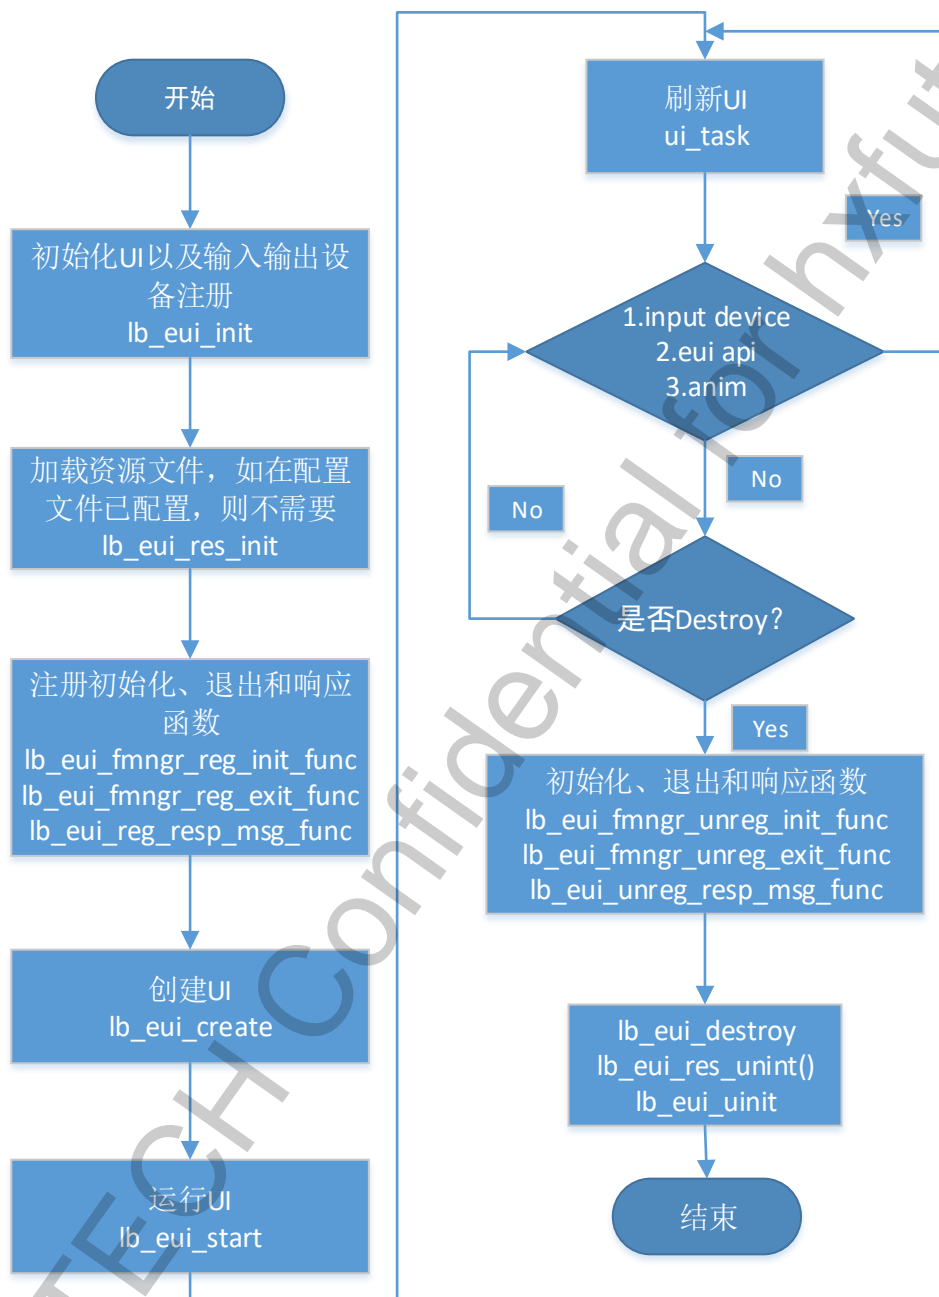 开始
初始化UI以及输入输出设
备注册
lb_eui_init
加载资源文件，如在配置
文件已配置，则不需要
lb_eui_res_init
注册初始化、退出和响应
函数
lb_eui_fmngr_reg_init_func
lb_eui_fmngr_reg_exit_func
lb_eui_reg_resp_msg_func
创建UI
lb_eui_create
运行UI
lb_eui_start
刷新UI
ui_task
Yes
1.input device
2.eui api
3.anim
No
No
是否Destroy？
Yes
初始化、退出和响应函数
lb_eui_fmngr_unreg_init_func
lb_eui_fmngr_unreg_exit_func
lb_eui_unreg_resp_msg_func
lb_eui_destroy
lb_eui_res_unint()
lb_eui_uinit
结束
TECH Confidential for hxfut